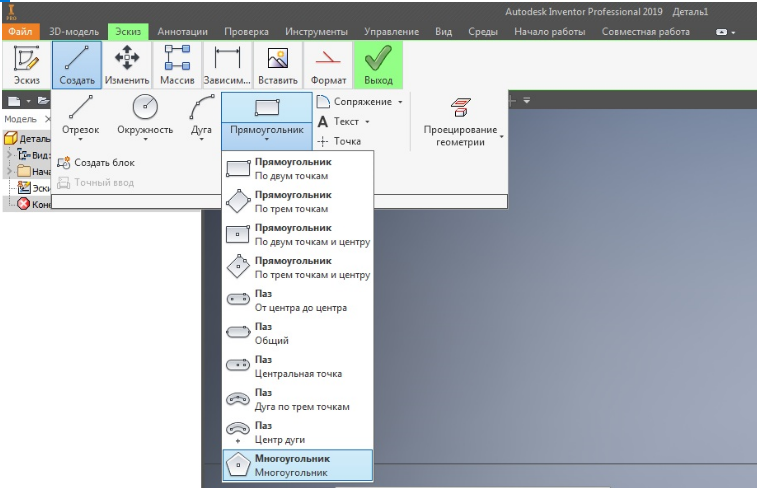 Autodesk Inventor Professional 2019 Деталь1
PRO
Файл 3D-модель Эскиз Аннотации Проверка Инструменты Управление Вид Среды Начало работы Совместная работа
Эскиз Создать Изменить Массив Зависим... Вставить Формат Выход
Модель
Отрезок Окружность Дуга Прямоугольник
Сопряжение
A Текст
Точка
Проецирование
геометрии
Создать блок
Точный ввод
Деталь
Вид:
Нача
Эски
Коне
Прямоугольник
По двум точкам
Прямоугольник
По трем точкам
Прямоугольник
По двум точкам и центру
Прямоугольник
По трем точкам и центру
Паз
От центра до центра
Паз
Общий
Паз
Центральная точка
Паз
Дуга по трем точкам
Паз
Центр дуги
Многоугольник
Многоугольник